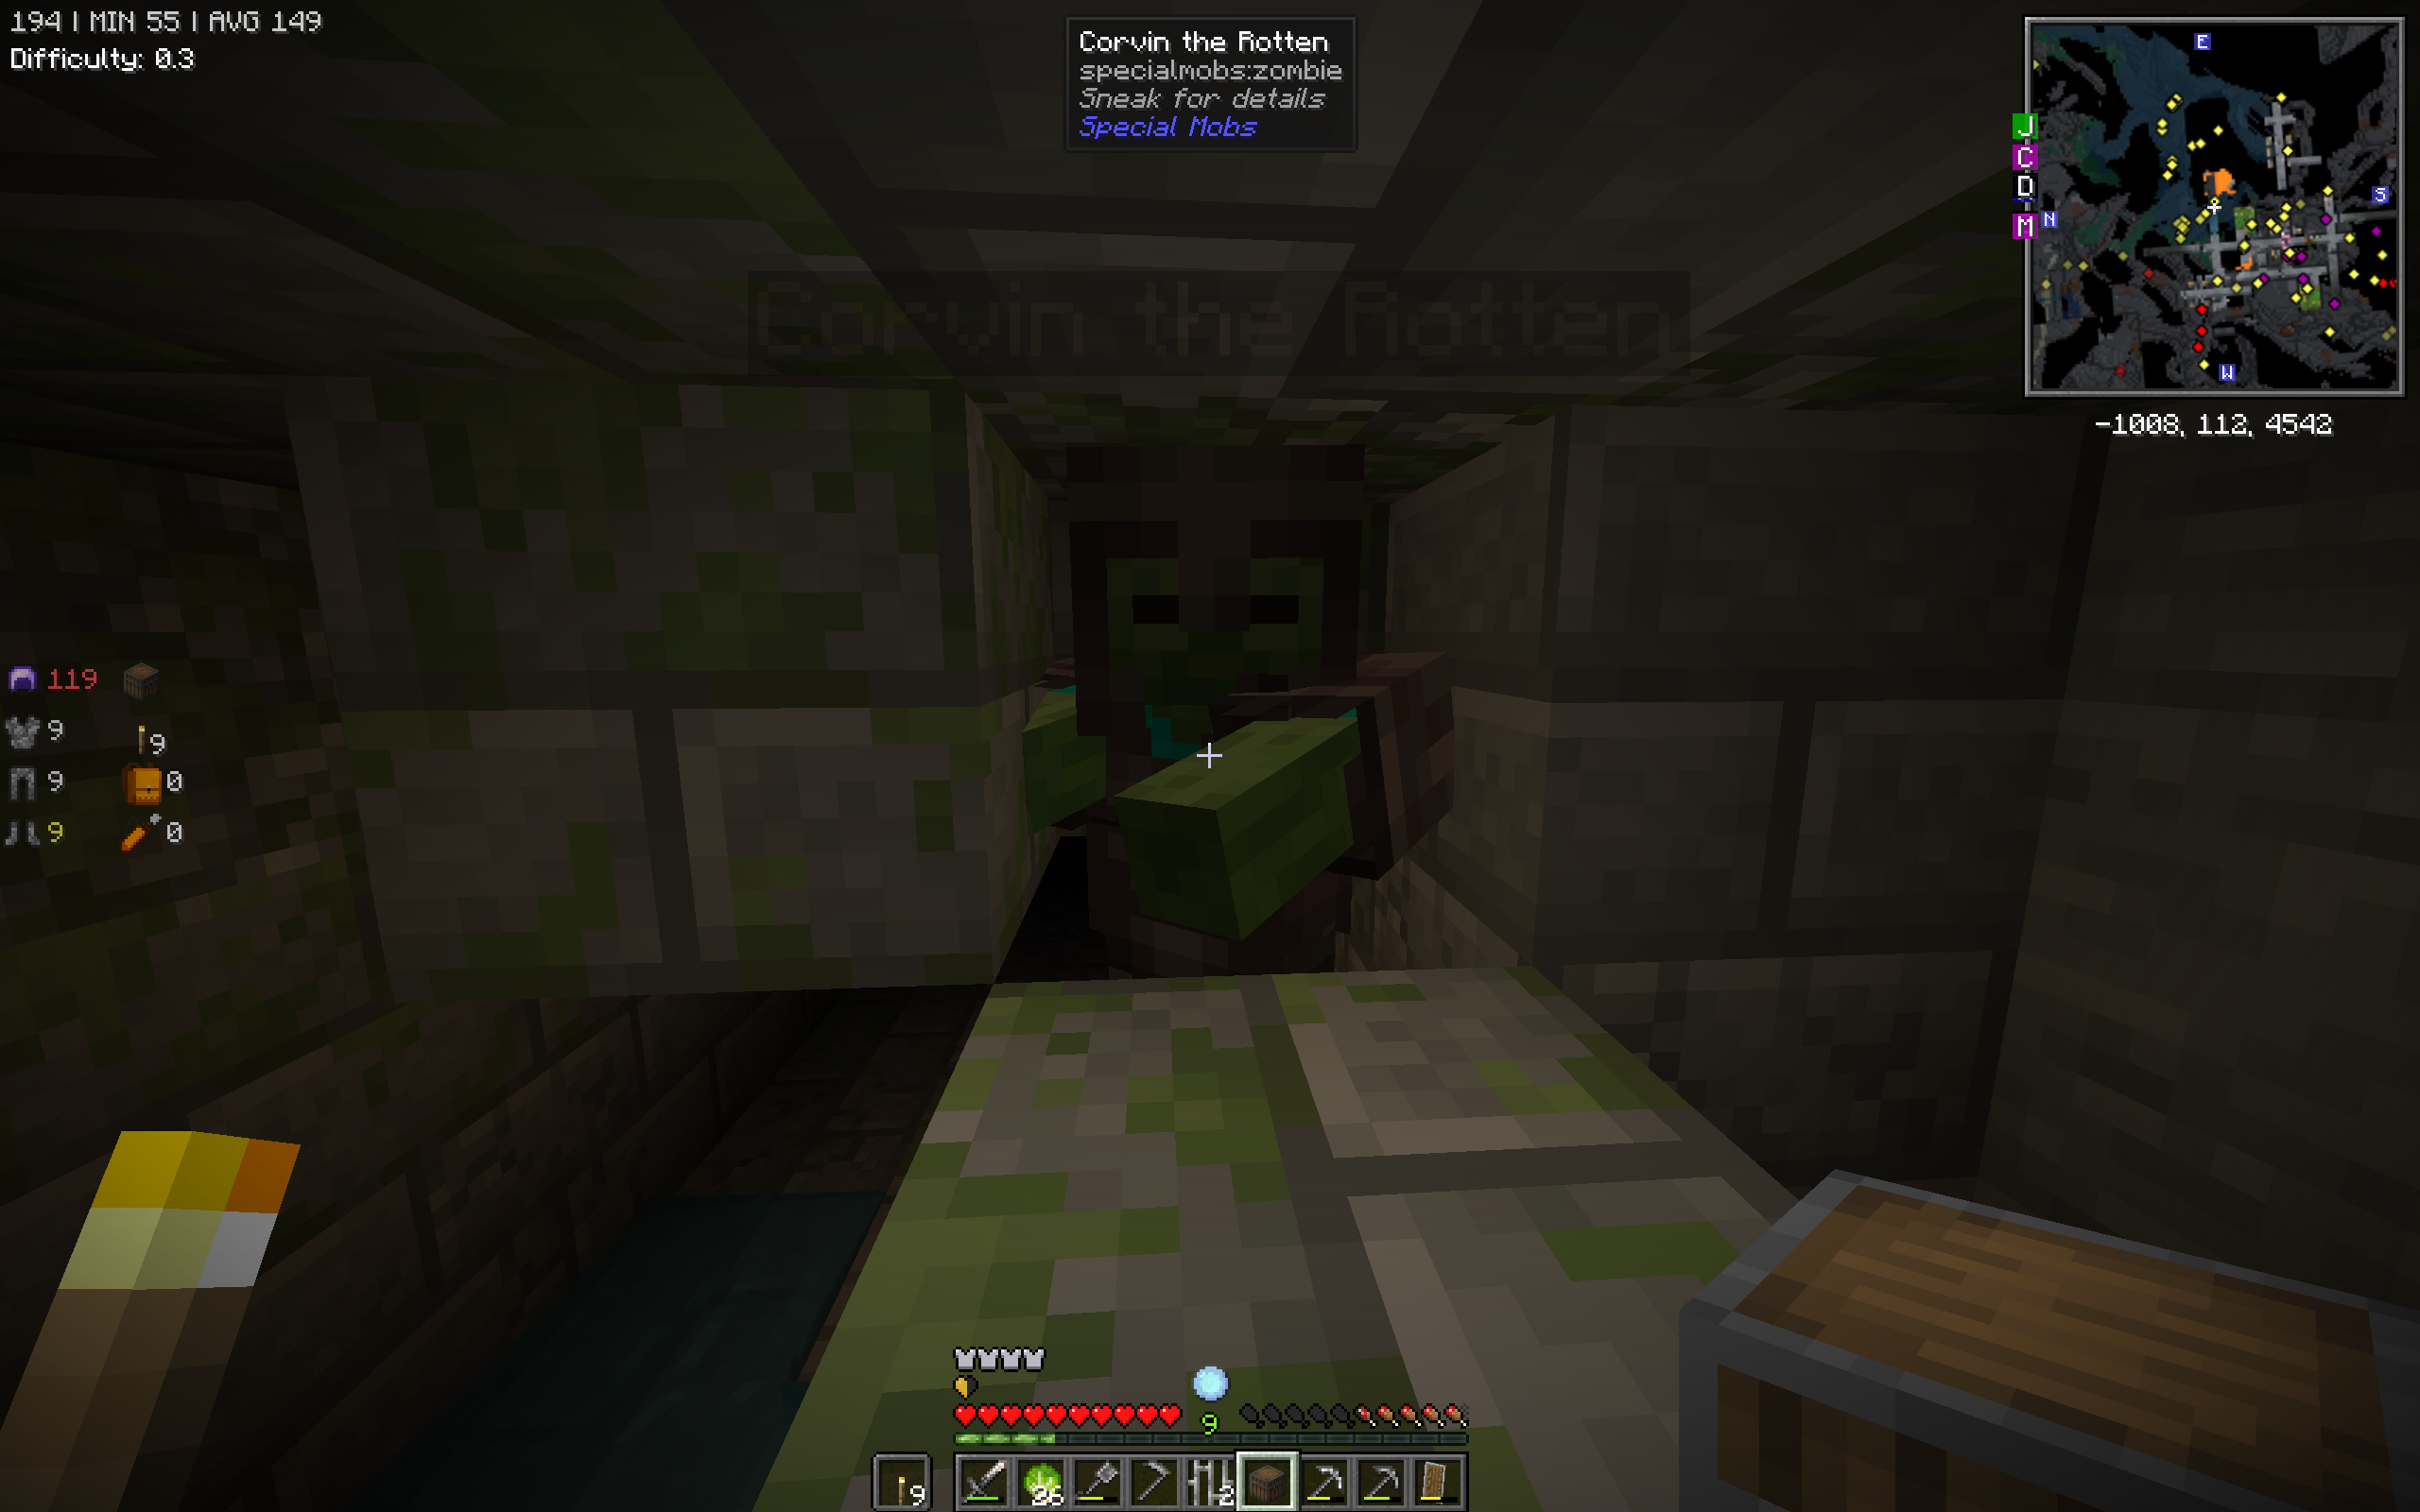 194 | MIN 55 | AVG 149
Difficulty: 0.3
Corvin the Rotten
specialmobs:zombie
Sneak for details
Special Mobs
E
J
C
D
S
N
M
W
-1008, 112, 4542
Corvin the Rotten
119
9
9
9
0
9
0
9
9
26
2